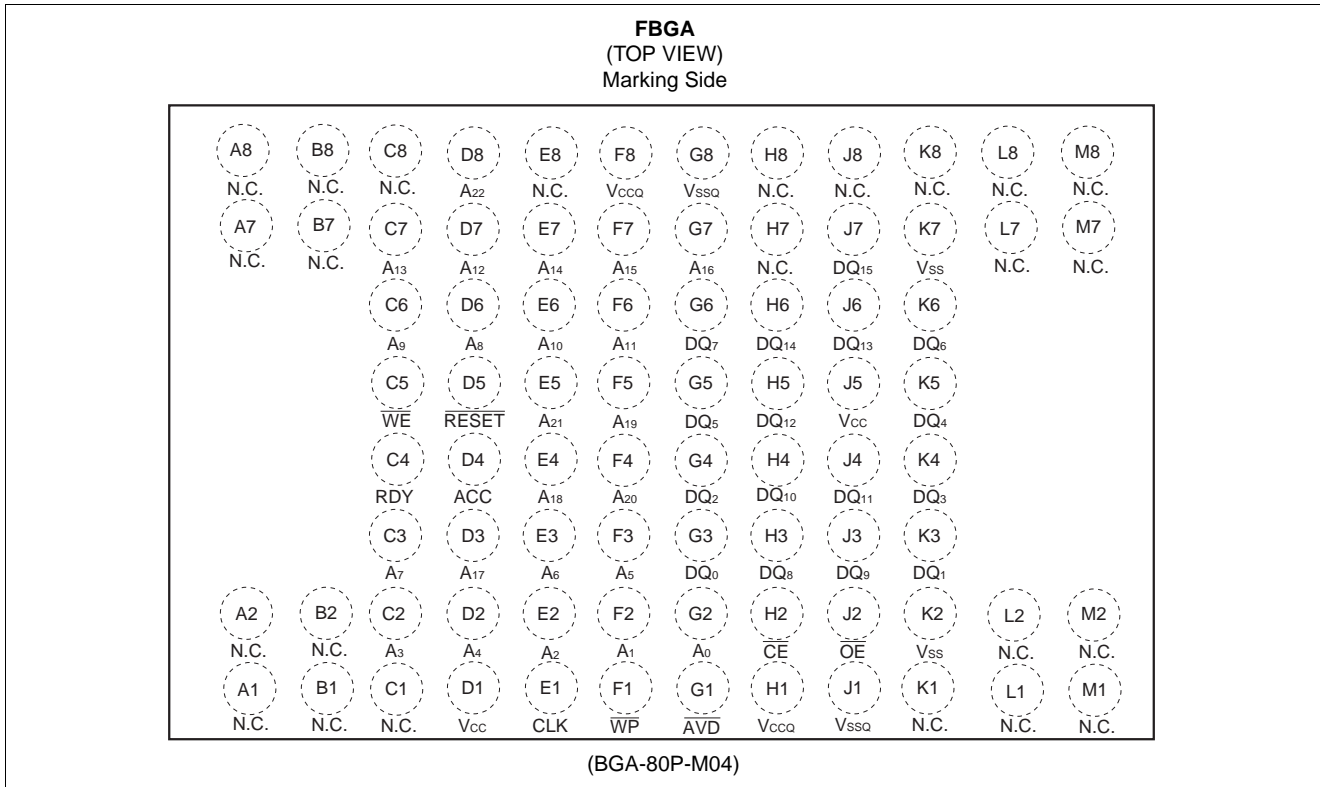 FBGA
(TOP VIEW)
Marking Side
A8 B8 C8 D8 E8 F8 G8 H8 J8 K8 L8 M8
N.C. N.C. N.C. A22 N.C. VCCQ VSSQ N.C. N.C. N.C. N.C. N.C.
A7 B7 C7 D7 E7 F7 G7 H7 J7 K7 L7 M7
N.C. N.C. A13 A12 A14 A15 A16 N.C. DQ15 VSS N.C. N.C.
C6 D6 E6 F6 G6 H6 J6 K6
A9 A8 A10 A11 DQ7 DQ14 DQ13 DQ6
C5 D5 E5 F5 G5 H5 J5 K5
W̅E̅ R̅E̅S̅E̅T̅ A21 A19 DQ5 DQ12 VCC DQ4
C4 D4 E4 F4 G4 H4 J4 K4
RDY ACC A18 A20 DQ2 DQ10 DQ11 DQ3
C3 D3 E3 F3 G3 H3 J3 K3
A7 A17 A6 A5 DQ0 DQ8 DQ9 DQ1
A2 B2 C2 D2 E2 F2 G2 H2 J2 K2 L2 M2
N.C. N.C. A3 A4 A2 A1 A0 C̅E̅ O̅E̅ VSS N.C. N.C.
A1 B1 C1 D1 E1 F1 G1 H1 J1 K1 L1 M1
N.C. N.C. N.C. VCC CLK W̅P̅ A̅V̅D̅ VCCQ VSSQ N.C. N.C. N.C.
(BGA-80P-M04)